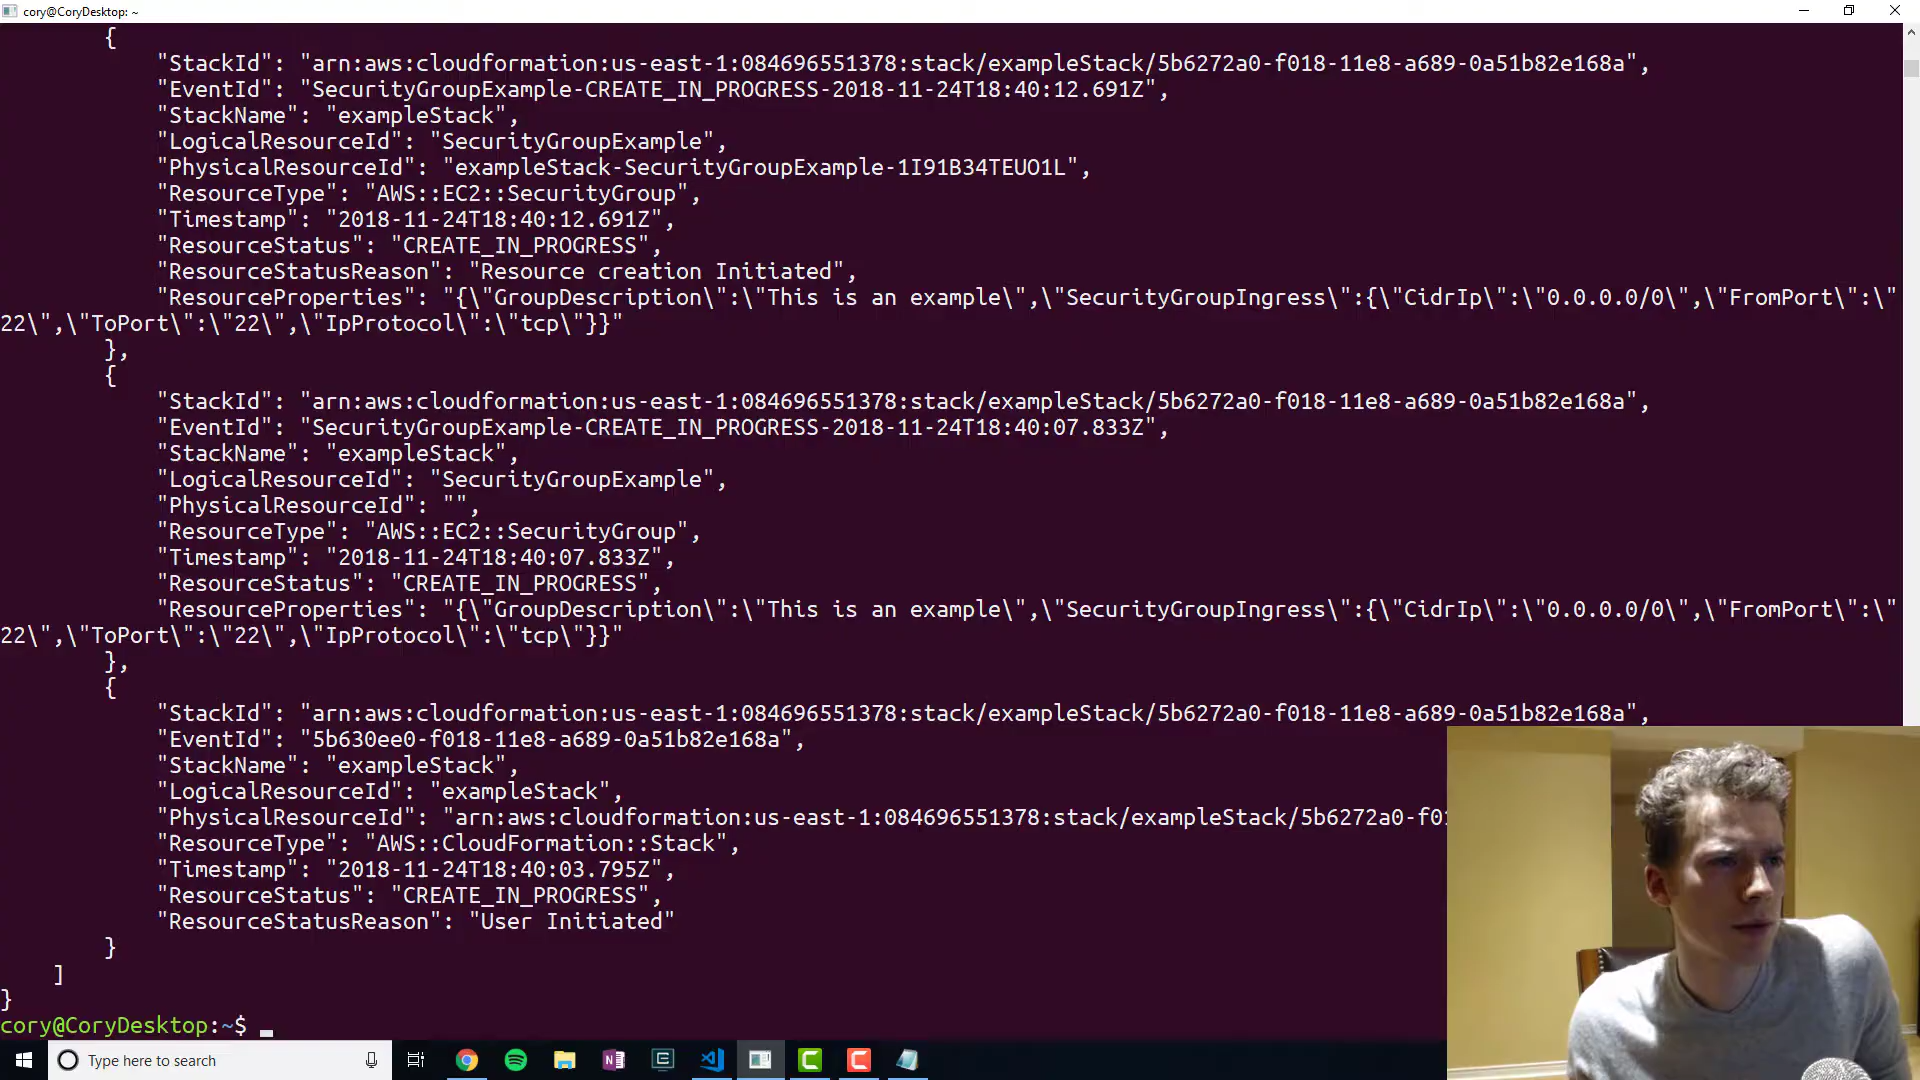 cory@CoryDesktop: ~
{
"StackId": "arn:aws:cloudformation:us-east-1:084696551378:stack/exampleStack/5b6272a0-f018-11e8-a689-0a51b82e168a",
"EventId": "SecurityGroupExample-CREATE_IN_PROGRESS-2018-11-24T18:40:12.691Z",
"StackName": "exampleStack",
"LogicalResourceId": "SecurityGroupExample",
"PhysicalResourceId": "exampleStack-SecurityGroupExample-1I91B34TEUO1L",
"ResourceType": "AWS::EC2::SecurityGroup",
"Timestamp": "2018-11-24T18:40:12.691Z",
"ResourceStatus": "CREATE_IN_PROGRESS",
"ResourceStatusReason": "Resource creation Initiated",
"ResourceProperties": "{\"GroupDescription\":\"This is an example\",\"SecurityGroupIngress\":{\"CidrIp\":\"0.0.0.0/0\",\"FromPort\":\"
22\",\"ToPort\":\"22\",\"IpProtocol\":\"tcp\"}}"
},
{
"StackId": "arn:aws:cloudformation:us-east-1:084696551378:stack/exampleStack/5b6272a0-f018-11e8-a689-0a51b82e168a",
"EventId": "SecurityGroupExample-CREATE_IN_PROGRESS-2018-11-24T18:40:07.833Z",
"StackName": "exampleStack",
"LogicalResourceId": "SecurityGroupExample",
"PhysicalResourceId": "",
"ResourceType": "AWS::EC2::SecurityGroup",
"Timestamp": "2018-11-24T18:40:07.833Z",
"ResourceStatus": "CREATE_IN_PROGRESS",
"ResourceProperties": "{\"GroupDescription\":\"This is an example\",\"SecurityGroupIngress\":{\"CidrIp\":\"0.0.0.0/0\",\"FromPort\":\"
22\",\"ToPort\":\"22\",\"IpProtocol\":\"tcp\"}}"
},
{
"StackId": "arn:aws:cloudformation:us-east-1:084696551378:stack/exampleStack/5b6272a0-f018-11e8-a689-0a51b82e168a",
"EventId": "5b630ee0-f018-11e8-a689-0a51b82e168a",
"StackName": "exampleStack",
"LogicalResourceId": "exampleStack",
"PhysicalResourceId": "arn:aws:cloudformation:us-east-1:084696551378:stack/exampleStack/5b6272a0-f01
"ResourceType": "AWS::CloudFormation::Stack",
"Timestamp": "2018-11-24T18:40:03.795Z",
"ResourceStatus": "CREATE_IN_PROGRESS",
"ResourceStatusReason": "User Initiated"
}
]
}
cory@CoryDesktop:~$
Type here to search